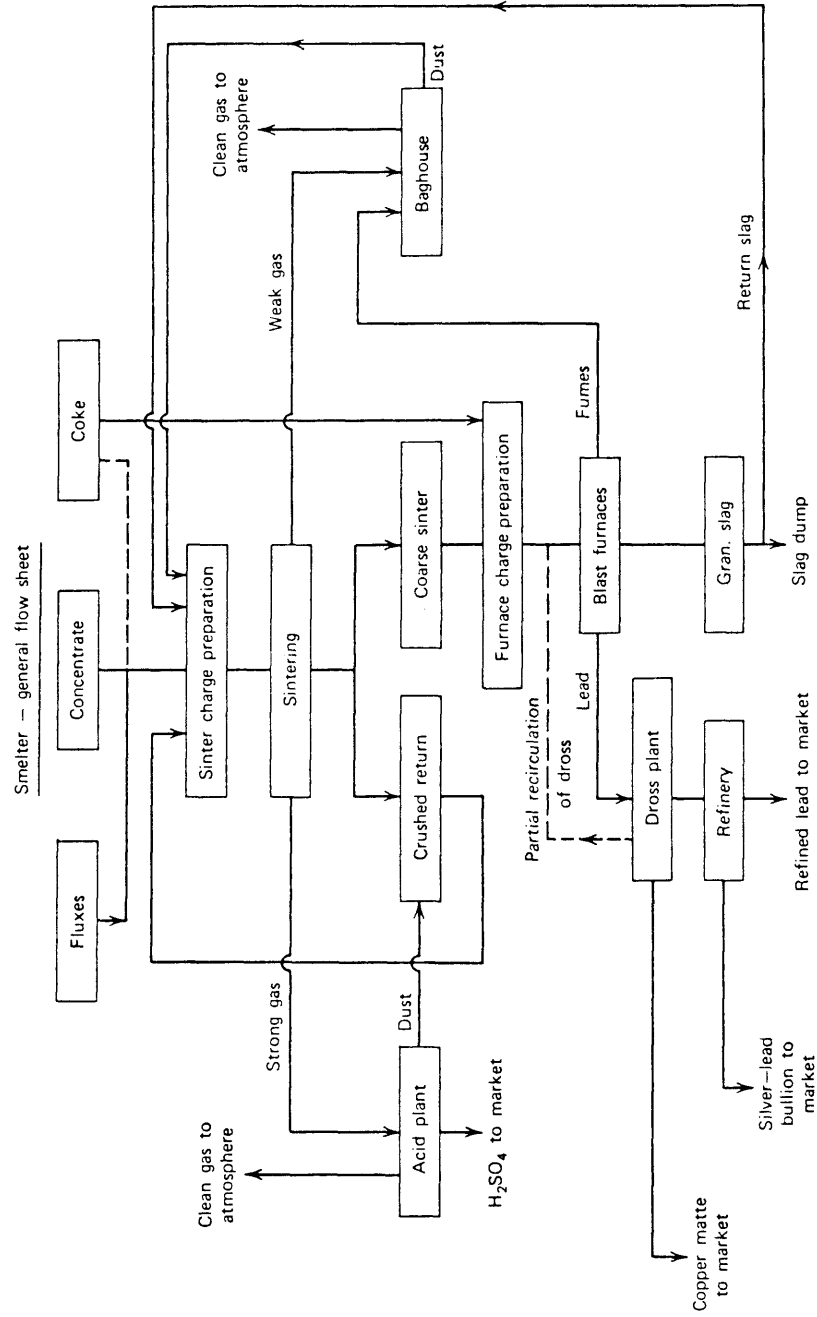 Smelter – general flow sheet
Fluxes
Concentrate
Coke
Sinter charge preparation
Clean gas to
atmosphere
Dust
Baghouse
Weak gas
Sintering
Strong gas
Clean gas to
atmosphere
Acid plant
Dust
H₂SO₄ to market
Crushed return
Coarse sinter
Furnace charge preparation
Partial recirculation
of dross
Lead
Blast furnaces
Fumes
Dross plant
Refinery
Gran. slag
Return slag
Copper matte
to market
Silver–lead
bullion to
market
Refined lead to market
Slag dump